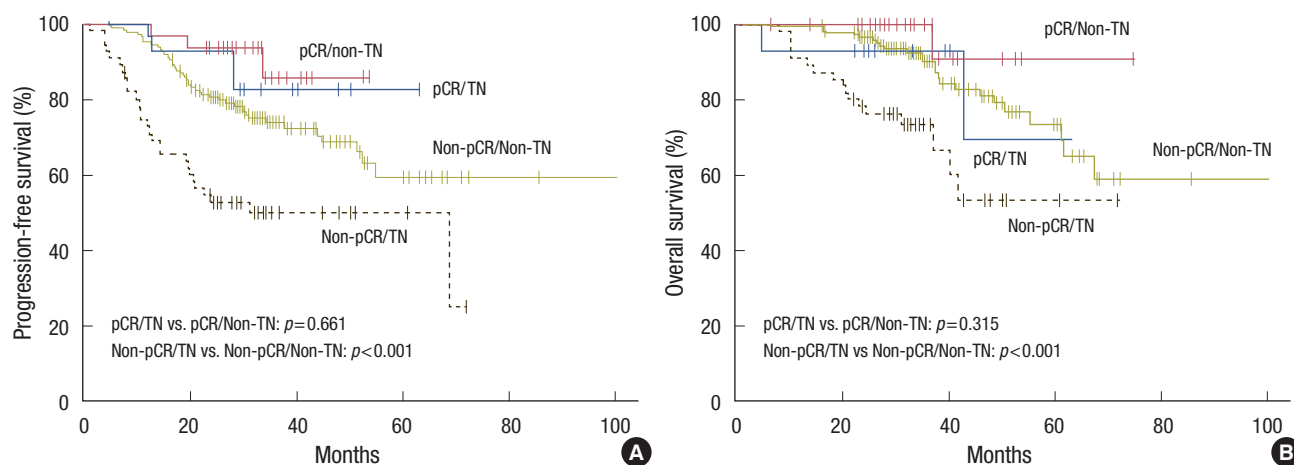 Progression-free survival (%)
100
80
60
40
20
0
pCR/non-TN
pCR/TN
Non-pCR/Non-TN
Non-pCR/TN
pCR/TN vs. pCR/Non-TN: p=0.661
Non-pCR/TN vs. Non-pCR/Non-TN: p<0.001
0 20 40 60 80 100
Months
A
Overall survival (%)
100
80
60
40
20
0
pCR/non-TN
pCR/TN
Non-pCR/Non-TN
Non-pCR/TN
pCR/TN vs. pCR/Non-TN: p=0.315
Non-pCR/TN vs Non-pCR/Non-TN: p<0.001
0 20 40 60 80 100
Months
B